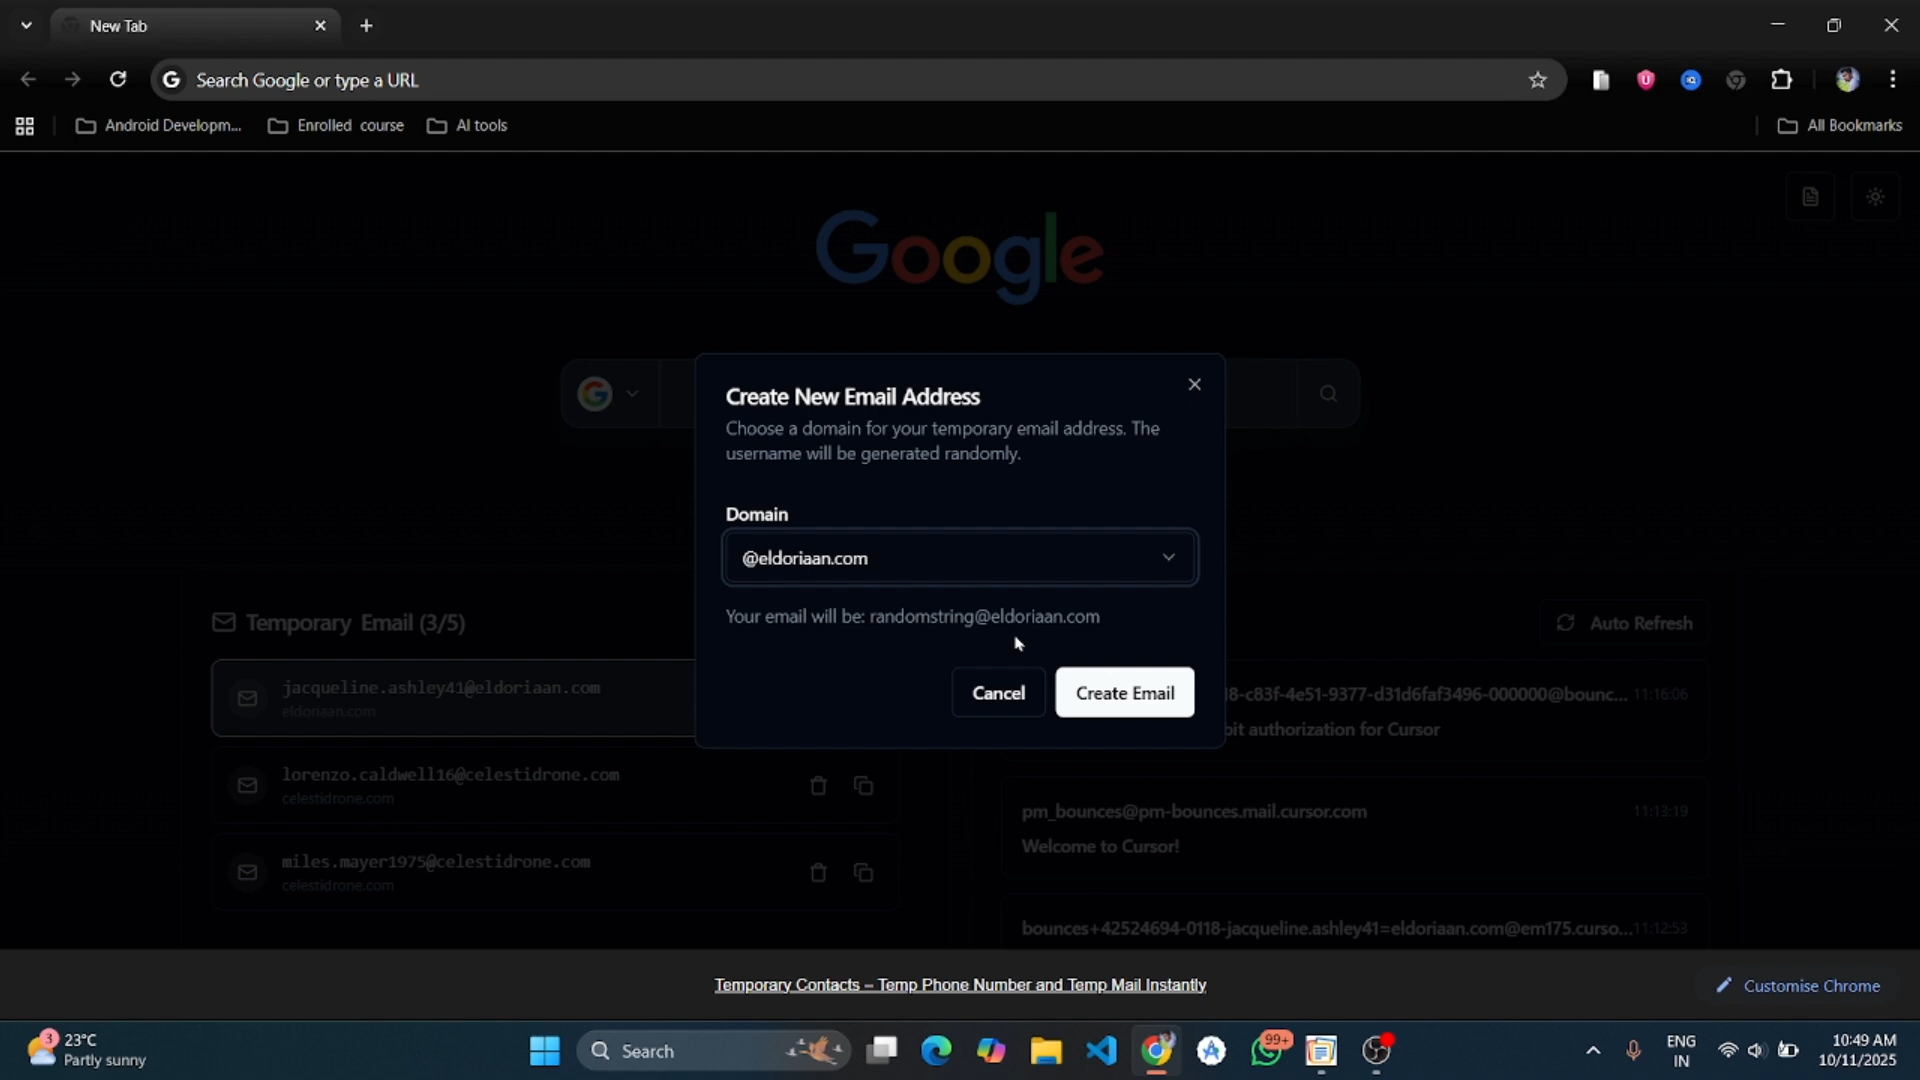 New Tab
Search Google or type a URL
Android Developm...
Enrolled course
AI tools
All Bookmarks
Google
Create New Email Address
Choose a domain for your temporary email address. The
username will be generated randomly.
Domain
@eldoriaan.com
Your email will be: randomstring@eldoriaan.com
Cancel
Create Email
Temporary Email (3/5)
Auto Refresh
jacqueline.ashley41@eldoriaan.com
eldoriaan.com
lorenzo.caldwell16@celestidrone.com
celestidrone.com
miles.mayer1975@celestidrone.com
celestidrone.com
8-c83f-4e51-9377-d31d6faf3496-000000@bounc... 11:16:06
bit authorization for Cursor
pm_bounces@pm-bounces.mail.cursor.com 11:13:19
Welcome to Cursor!
bounces+42524694-0118-jacqueline.ashley41=eldoriaan.com@em175.curso... 11:12:53
Temporary Contacts – Temp Phone Number and Temp Mail Instantly
Customise Chrome
3
23°C
Partly sunny
Search
99+
ENG
IN
10:49 AM
10/11/2025